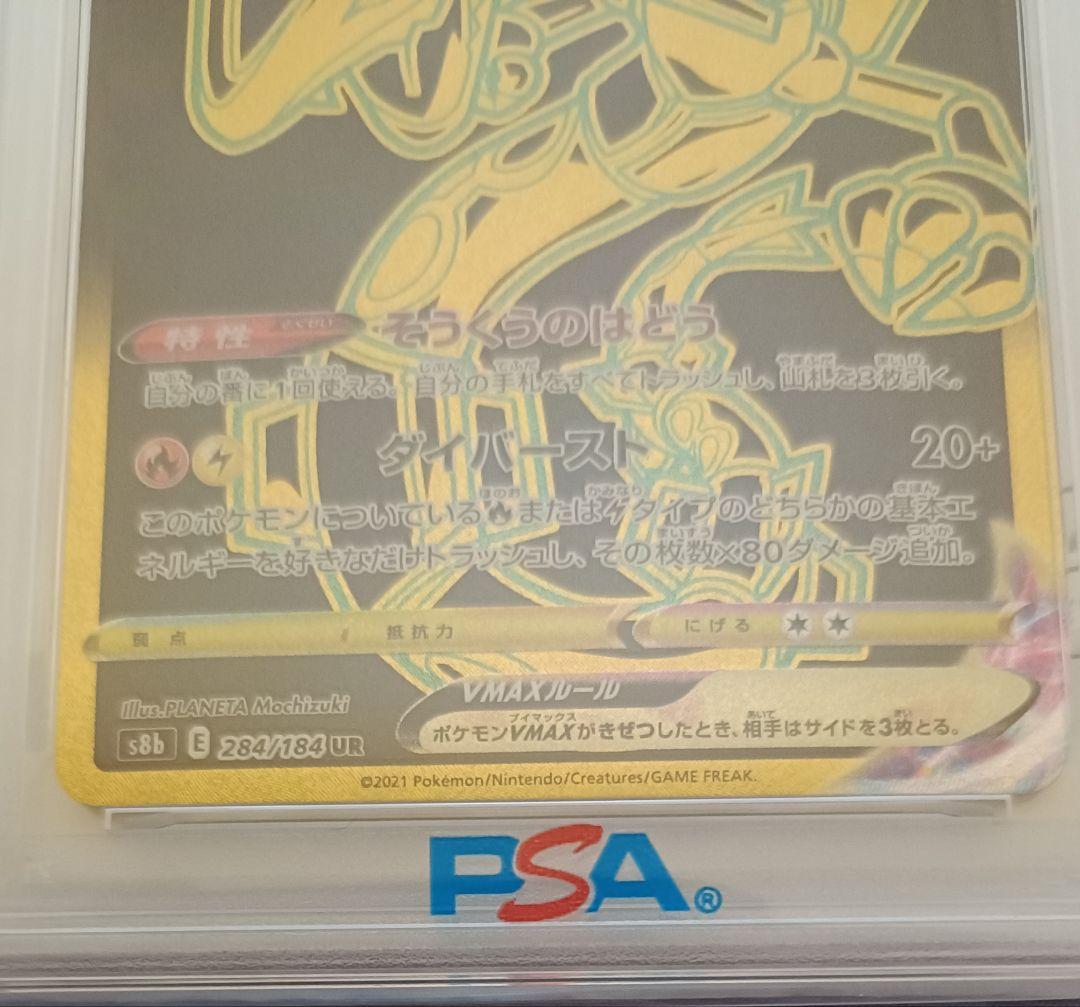 特性 とくせい そうくうのはどう
自分の番に1回使える。自分の手札をすべてトラッシュし、山札を3枚引く。
ダイバースト 20+
このポケモンについているまたはタイプのどちらかの基本エ
ネルギーを好きなだけトラッシュし、その枚数×80ダメージ追加。
弱点 抵抗力 にげる
VMAXルール
Illus.PLANETA Mochizuki
ポケモンVMAXがきぜつしたとき、相手はサイドを3枚とる。
s8b E 284/184 UR
©2021 Pokémon/Nintendo/Creatures/GAME FREAK.
PSA®